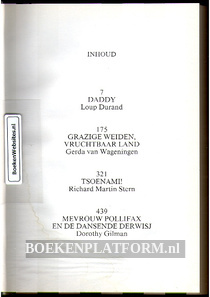 INHOUD
7
DADDY
Loup Durand
175
GRAZIGE WEIDEN,
VRUCHTBAAR LAND
Gerda van Wageningen
321
TSOENAMI!
Richard Martin Stern
439
MEVROUW POLLIFAX
EN DE DANSENDE DERWISJ
Dorothy Gilman
BoekenWebsite.nl
BOEKENPLATFORM.nl